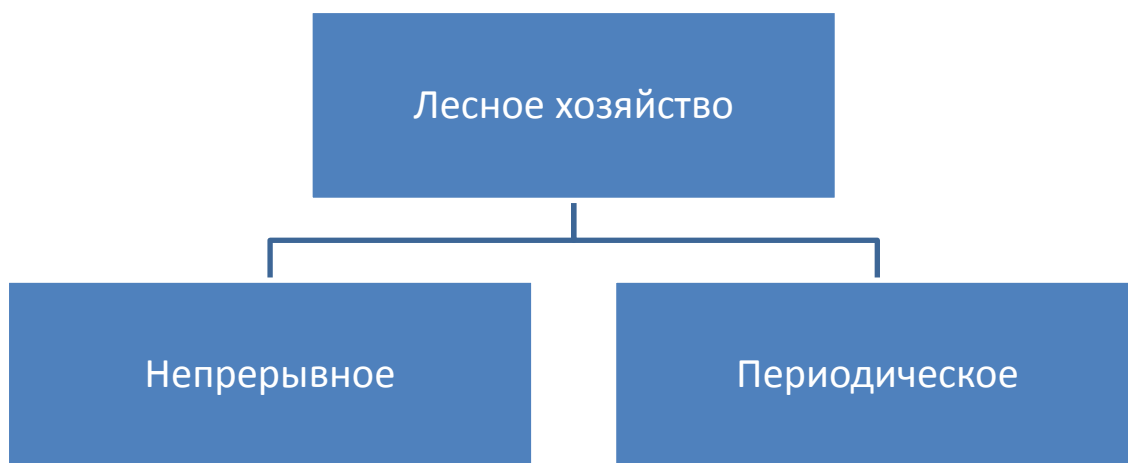 Лесное хозяйство
Непрерывное
Периодическое